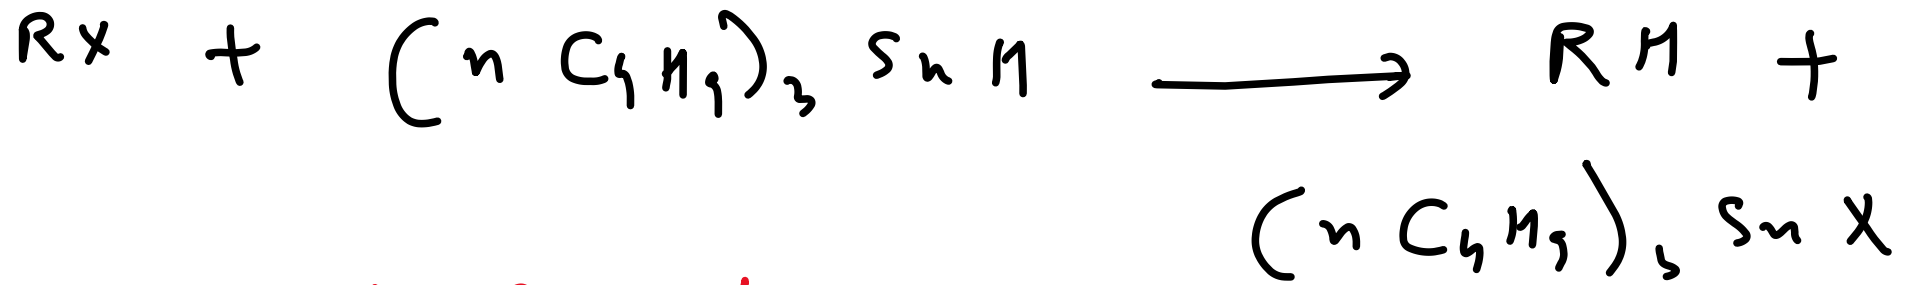 RX + (n C₄H₉)₃ SnH ⟶ RH +
(n C₄H₉)₃ SnX